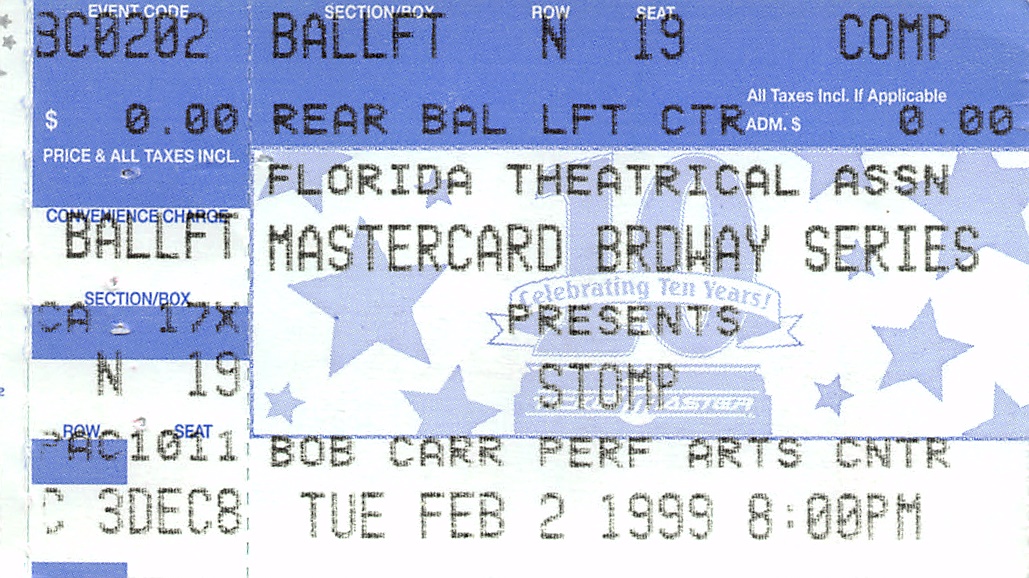 EVENT CODE SECTION/BOX ROW SEAT
3C0202 BALLFT N 19 COMP
All Taxes Incl. If Applicable
$ 0.00 REAR BAL LFT CTR ADM. $ 0.00
PRICE & ALL TAXES INCL.
FLORIDA THEATRICAL ASSN
CONVENIENCE CHARGE
BALLFT MASTERCARD BRDWAY SERIES
10
Celebrating Ten Years!
SECTION/BOX
CA 17X PRESENTS
N 19 STOMP
ROW SEAT
PAC1011 BOB CARR PERF ARTS CNTR
C 3DEC8 TUE FEB 2 1999 8:00PM